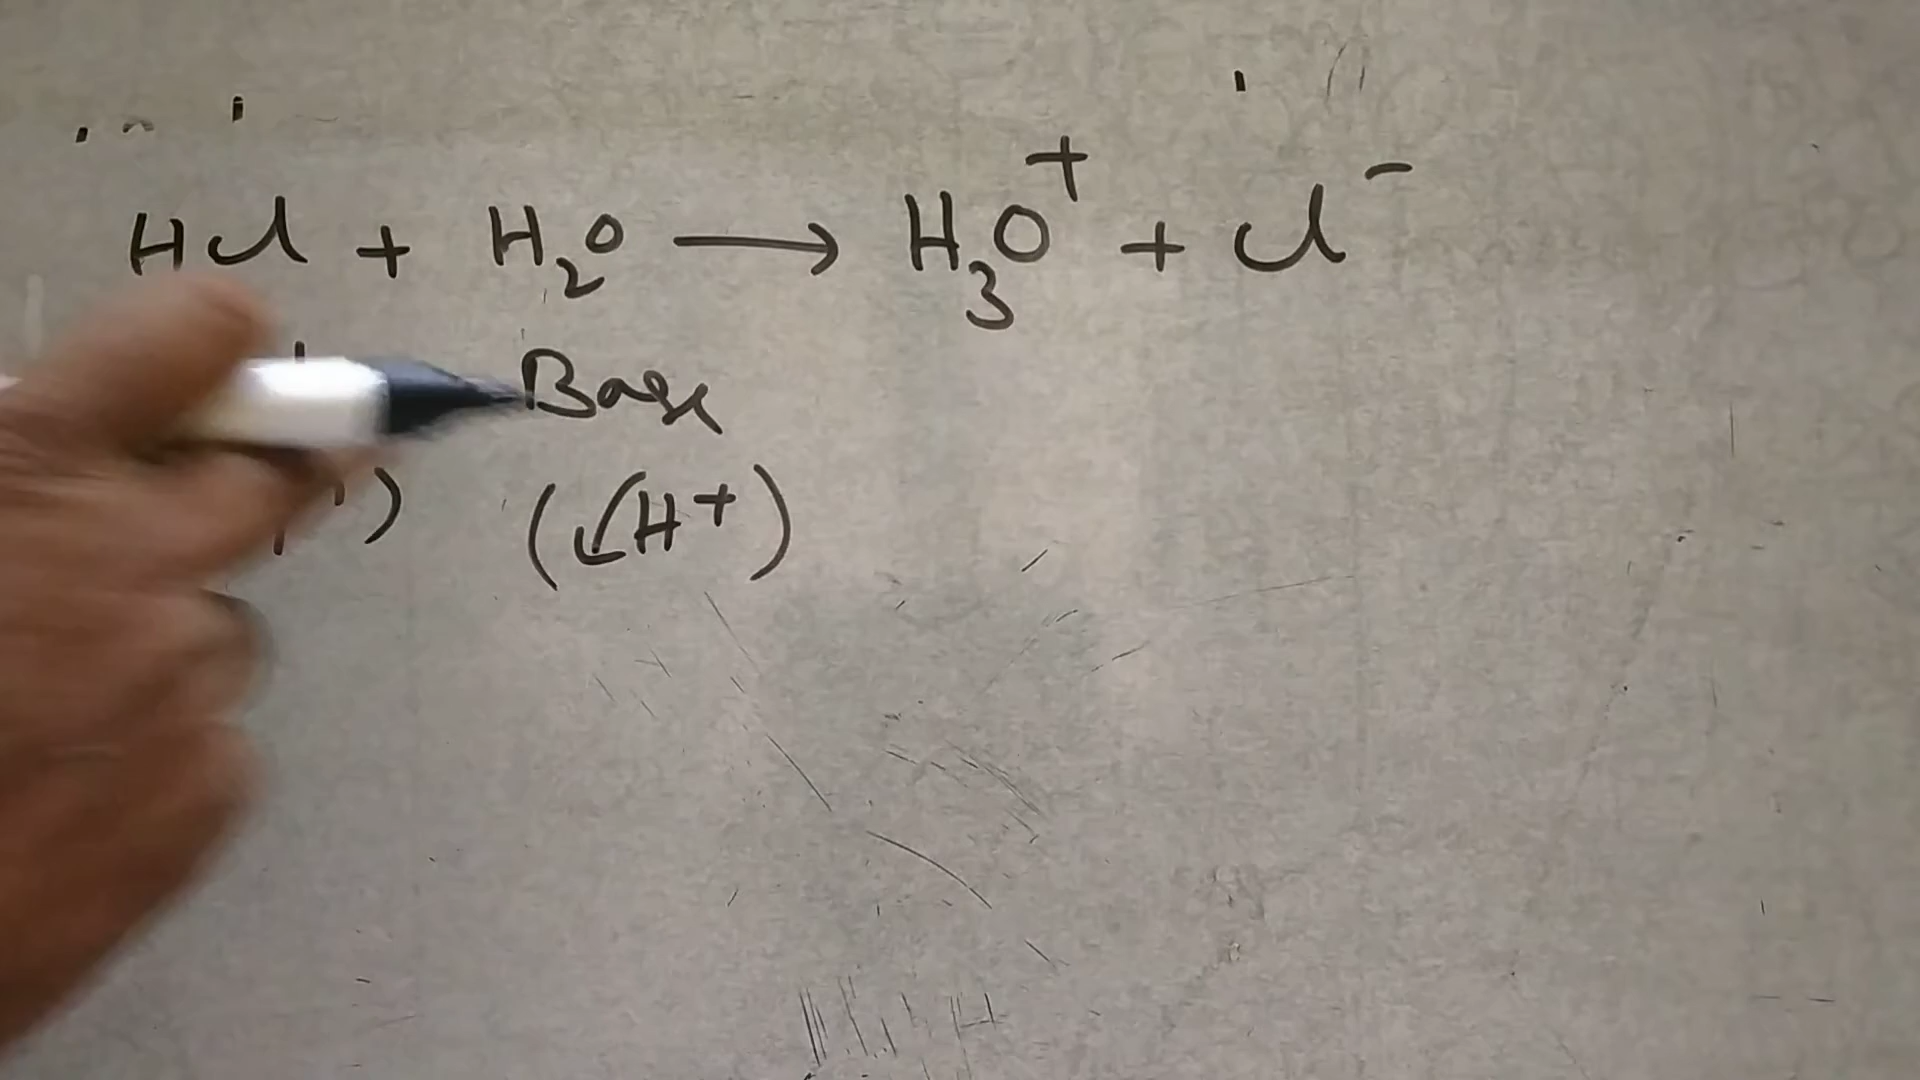 HCl + H₂O ⟶ H₃O⁺ + Cl⁻
Base
) (↙H⁺)